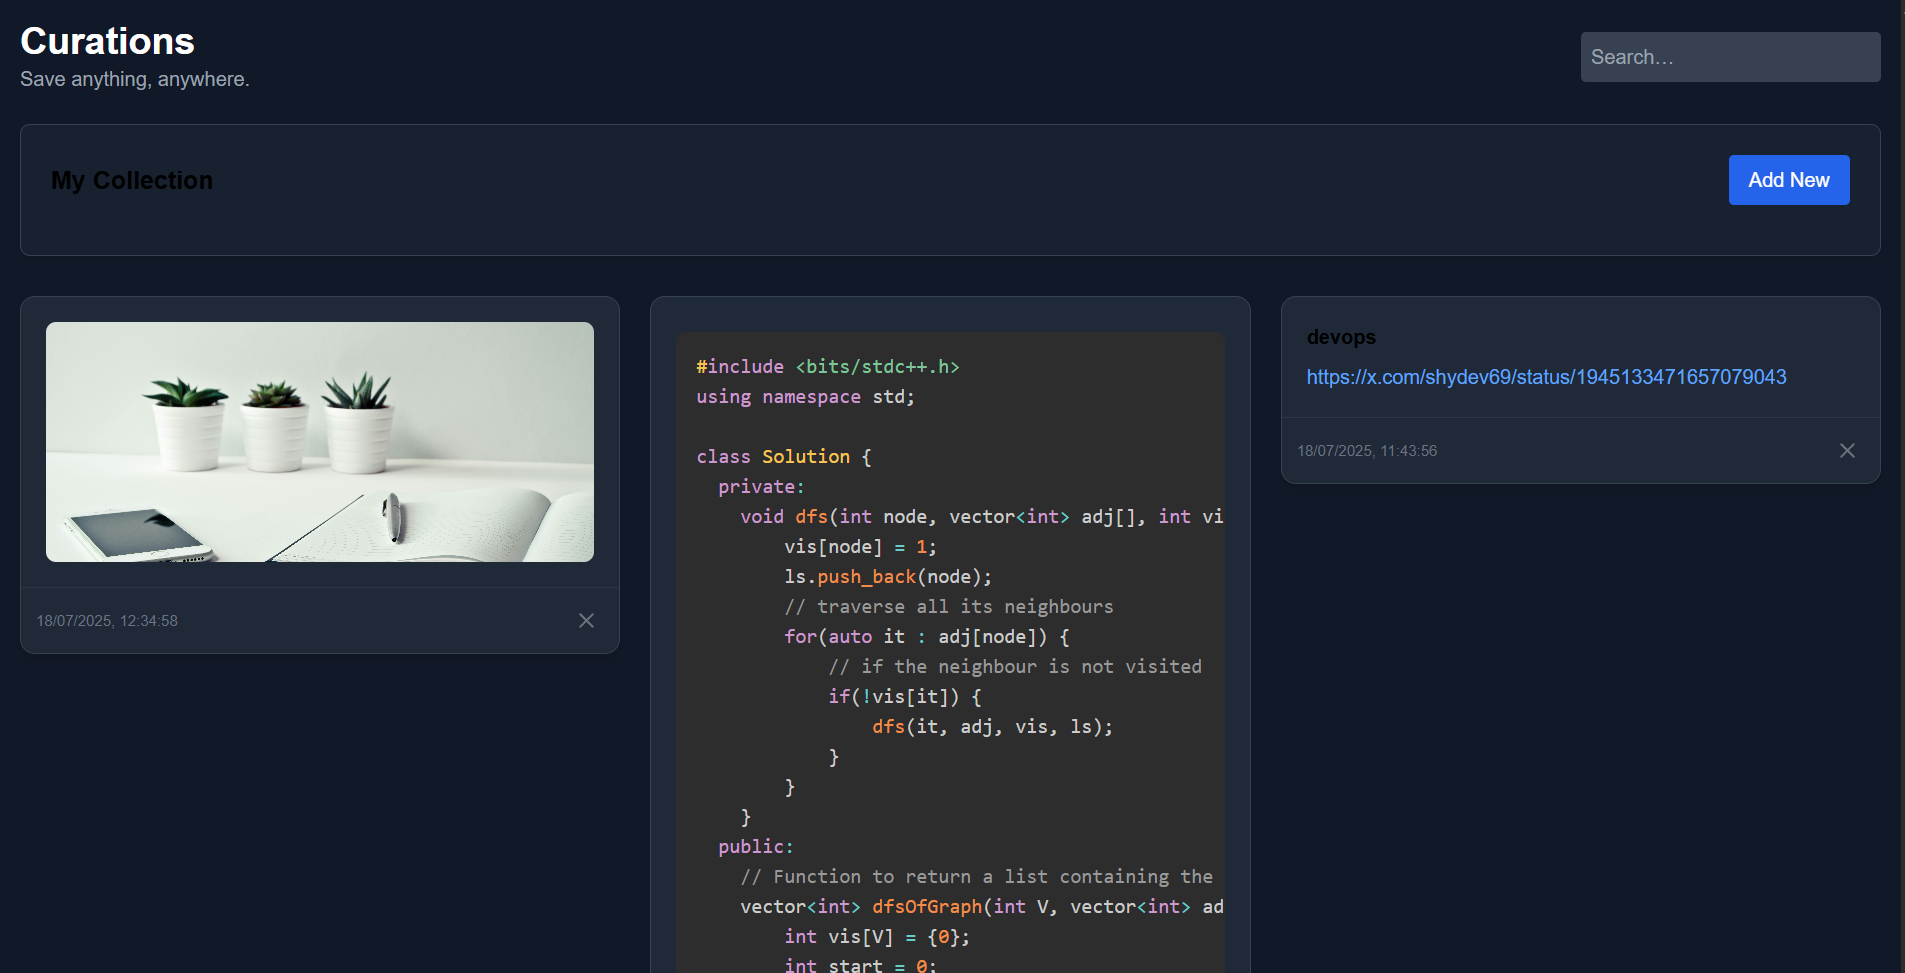 Curations
Save anything, anywhere.
Search...
My Collection
Add New
18/07/2025, 12:34:58
#include <bits/stdc++.h>
using namespace std;
class Solution {
  private:
    void dfs(int node, vector<int> adj[], int vi
        vis[node] = 1;
        ls.push_back(node);
        // traverse all its neighbours
        for(auto it : adj[node]) {
            // if the neighbour is not visited
            if(!vis[it]) {
                dfs(it, adj, vis, ls);
            }
        }
    }
  public:
    // Function to return a list containing the
    vector<int> dfsOfGraph(int V, vector<int> ad
        int vis[V] = {0};
        int start = 0;
devops
https://x.com/shydev69/status/1945133471657079043
18/07/2025, 11:43:56